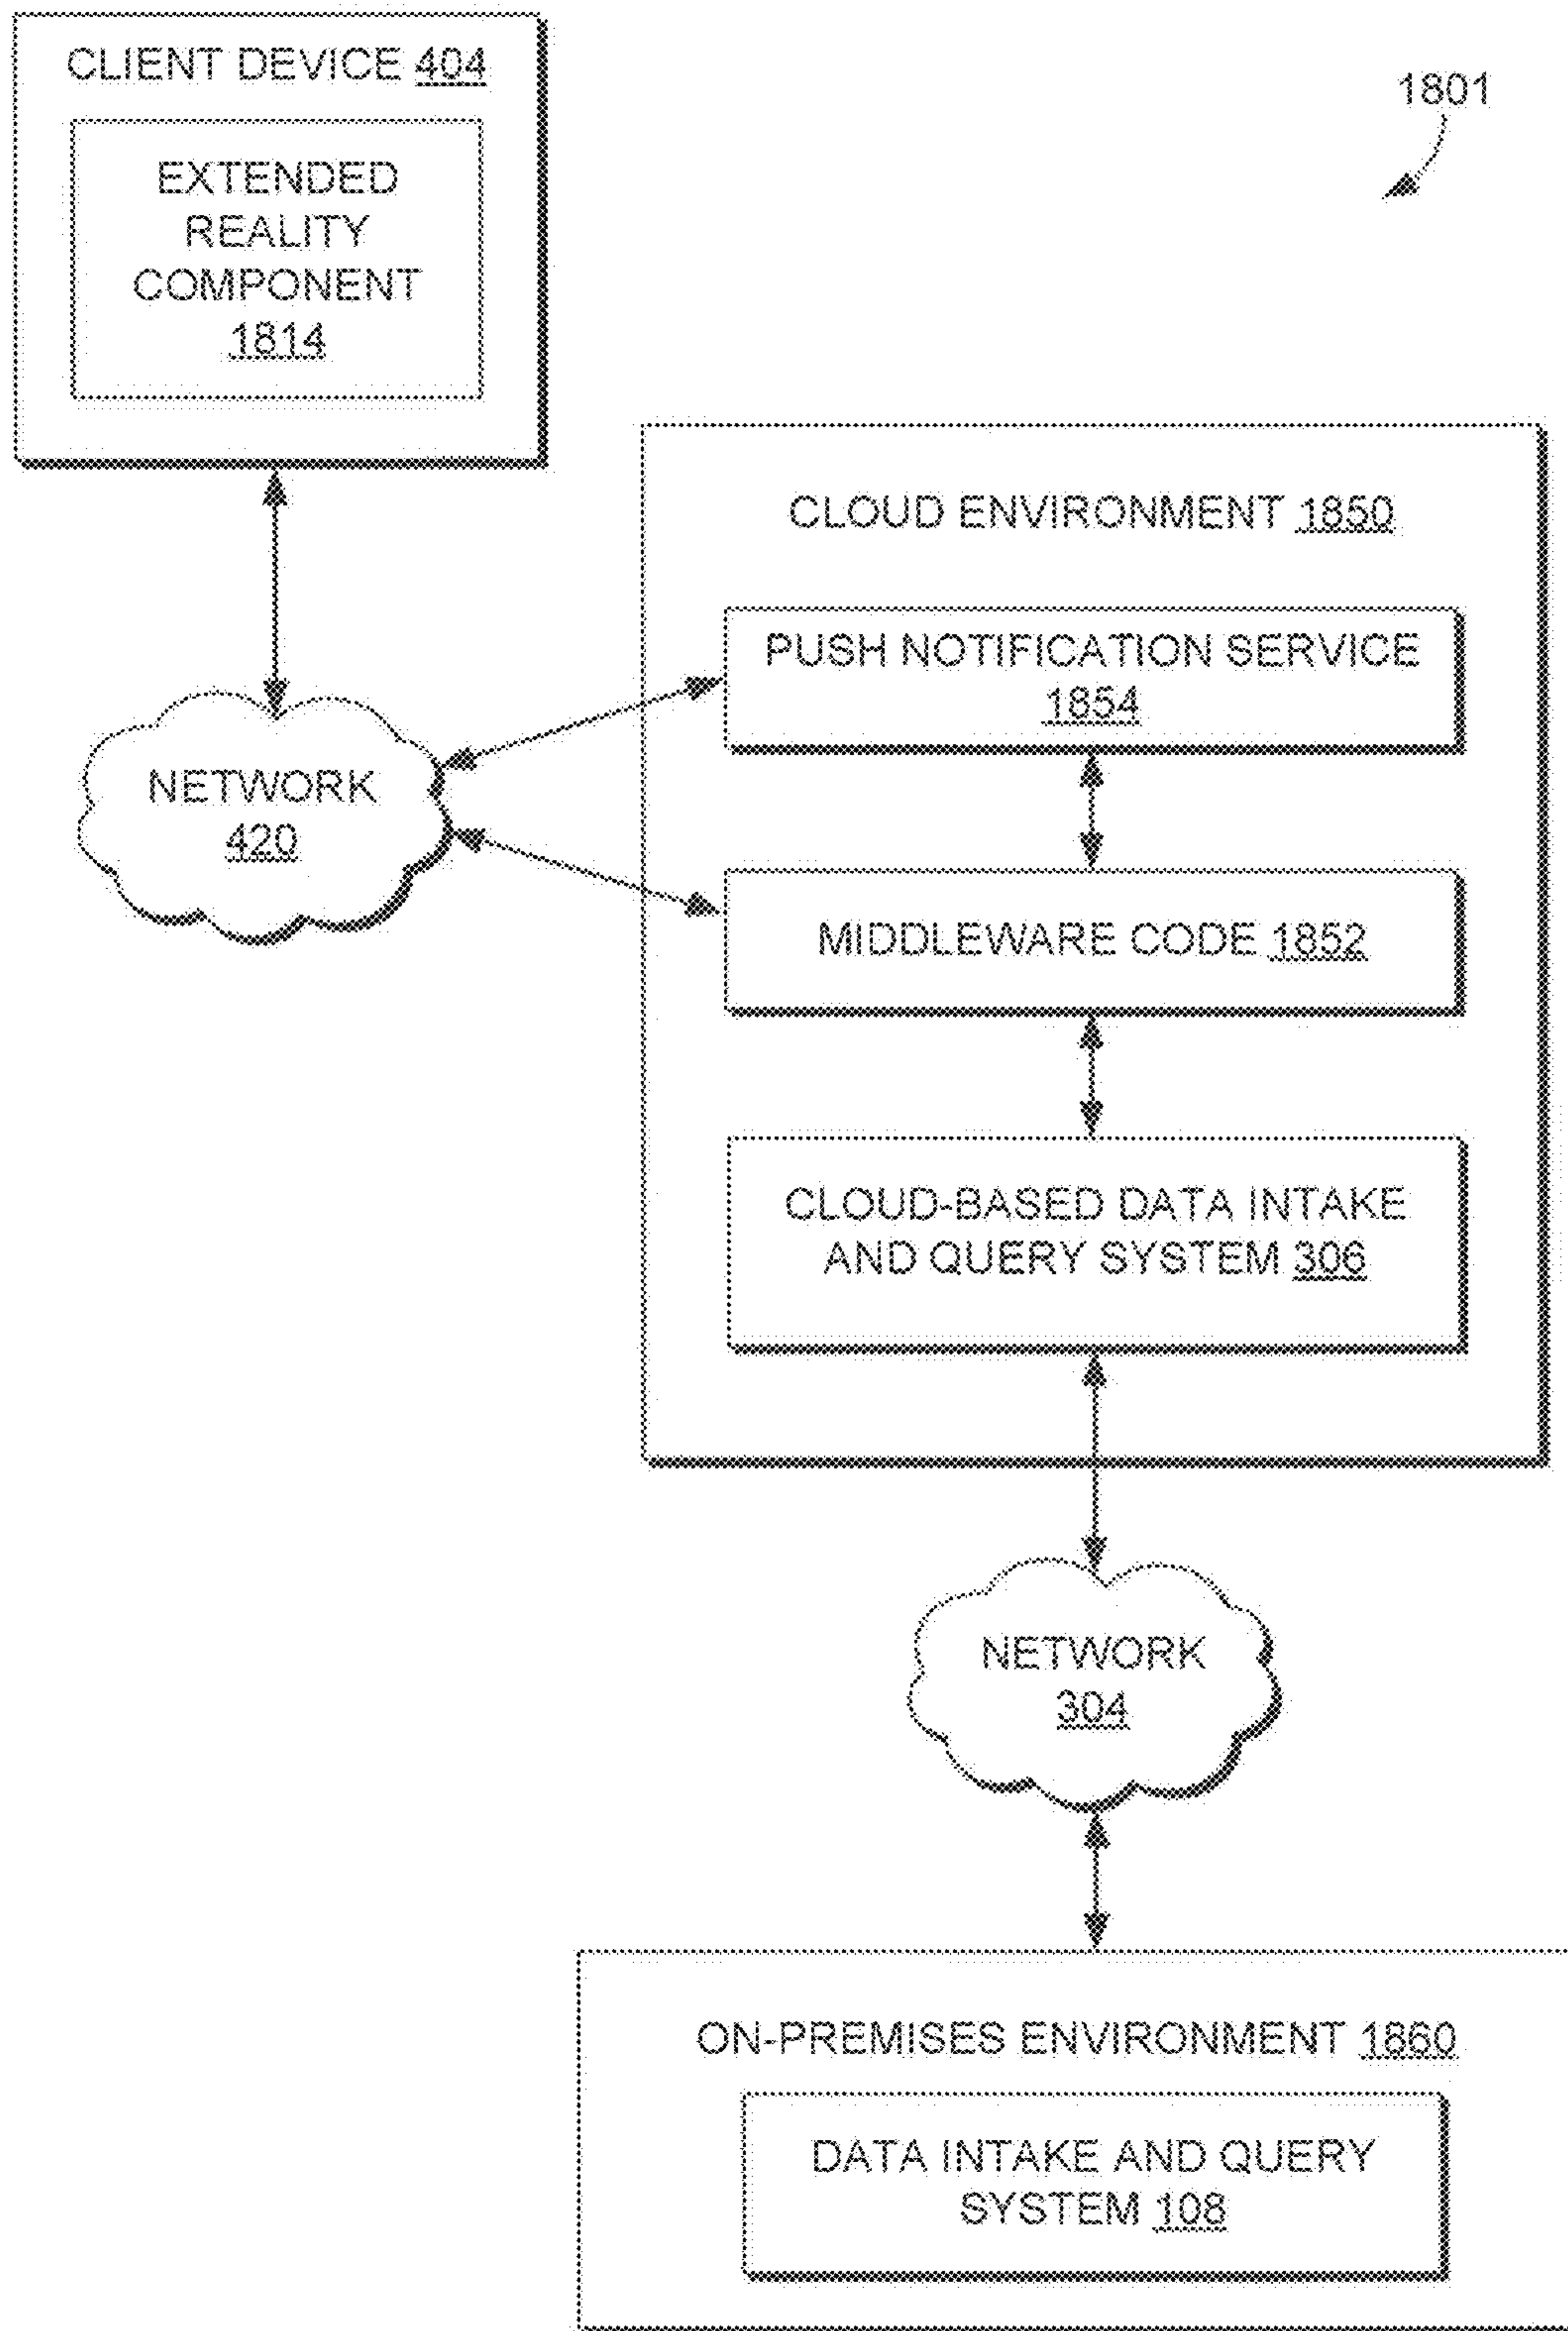 CLIENT DEVICE 404
EXTENDED
REALITY
COMPONENT
1814
1801
CLOUD ENVIRONMENT 1850
PUSH NOTIFICATION SERVICE
1854
NETWORK
420
MIDDLEWARE CODE 1852
CLOUD-BASED DATA INTAKE
AND QUERY SYSTEM 306
NETWORK
304
ON-PREMISES ENVIRONMENT 1860
DATA INTAKE AND QUERY
SYSTEM 108